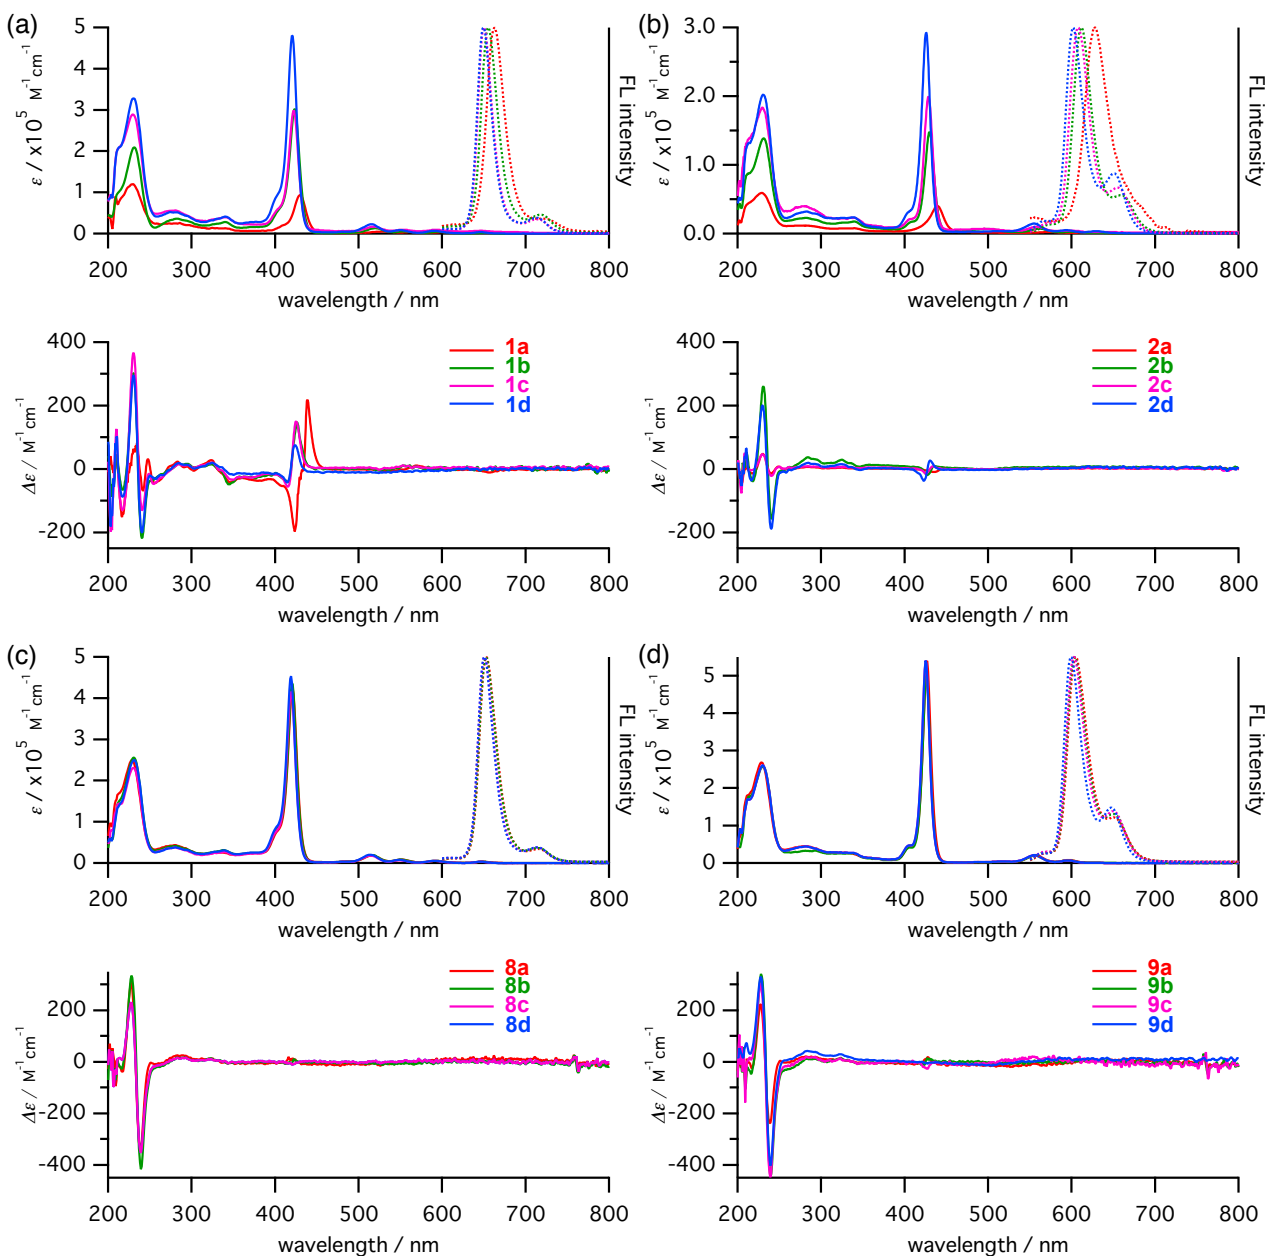 (a)
ε / x10⁵ M⁻¹ cm⁻¹
5
4
3
2
1
0
FL intensity
200 300 400 500 600 700 800
wavelength / nm
Δε / M⁻¹ cm⁻¹
400
200
0
-200
1a
1b
1c
1d
200 300 400 500 600 700 800
wavelength / nm
(b)
ε / x10⁵ M⁻¹ cm⁻¹
3.0
2.0
1.0
0.0
FL intensity
200 300 400 500 600 700 800
wavelength / nm
Δε / M⁻¹ cm⁻¹
400
200
0
-200
2a
2b
2c
2d
200 300 400 500 600 700 800
wavelength / nm
(c)
ε / x10⁵ M⁻¹ cm⁻¹
5
4
3
2
1
0
FL intensity
200 300 400 500 600 700 800
wavelength / nm
Δε / M⁻¹ cm⁻¹
200
0
-200
-400
8a
8b
8c
8d
200 300 400 500 600 700 800
wavelength / nm
(d)
ε / x10⁵ M⁻¹ cm⁻¹
5
4
3
2
1
0
FL intensity
200 300 400 500 600 700 800
wavelength / nm
Δε / M⁻¹ cm⁻¹
200
0
-200
-400
9a
9b
9c
9d
200 300 400 500 600 700 800
wavelength / nm